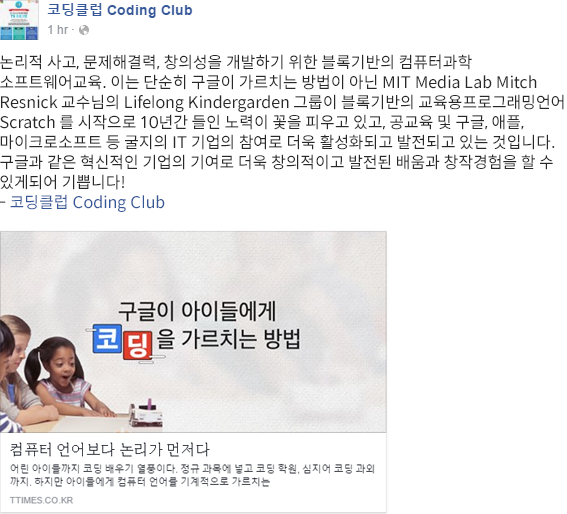 코딩클럽 Coding Club
1 hr ·
논리적 사고, 문제해결력, 창의성을 개발하기 위한 블록기반의 컴퓨터과학
소프트웨어교육. 이는 단순히 구글이 가르치는 방법이 아닌 MIT Media Lab Mitch
Resnick 교수님의 Lifelong Kindergarden 그룹이 블록기반의 교육용프로그래밍언어
Scratch 를 시작으로 10년간 들인 노력이 꽃을 피우고 있고, 공교육 및 구글, 애플,
마이크로소프트 등 굴지의 IT 기업의 참여로 더욱 활성화되고 발전되고 있는 것입니다.
구글과 같은 혁신적인 기업의 기여로 더욱 창의적이고 발전된 배움과 창작경험을 할 수
있게되어 기쁩니다!
- 코딩클럽 Coding Club
구글이 아이들에게
코딩을 가르치는 방법
컴퓨터 언어보다 논리가 먼저다
어린 아이들까지 코딩 배우기 열풍이다. 정규 과목에 넣고 코딩 학원, 심지어 코딩 과외
까지. 하지만 아이들에게 컴퓨터 언어를 기계적으로 가르치는
TTIMES.CO.KR